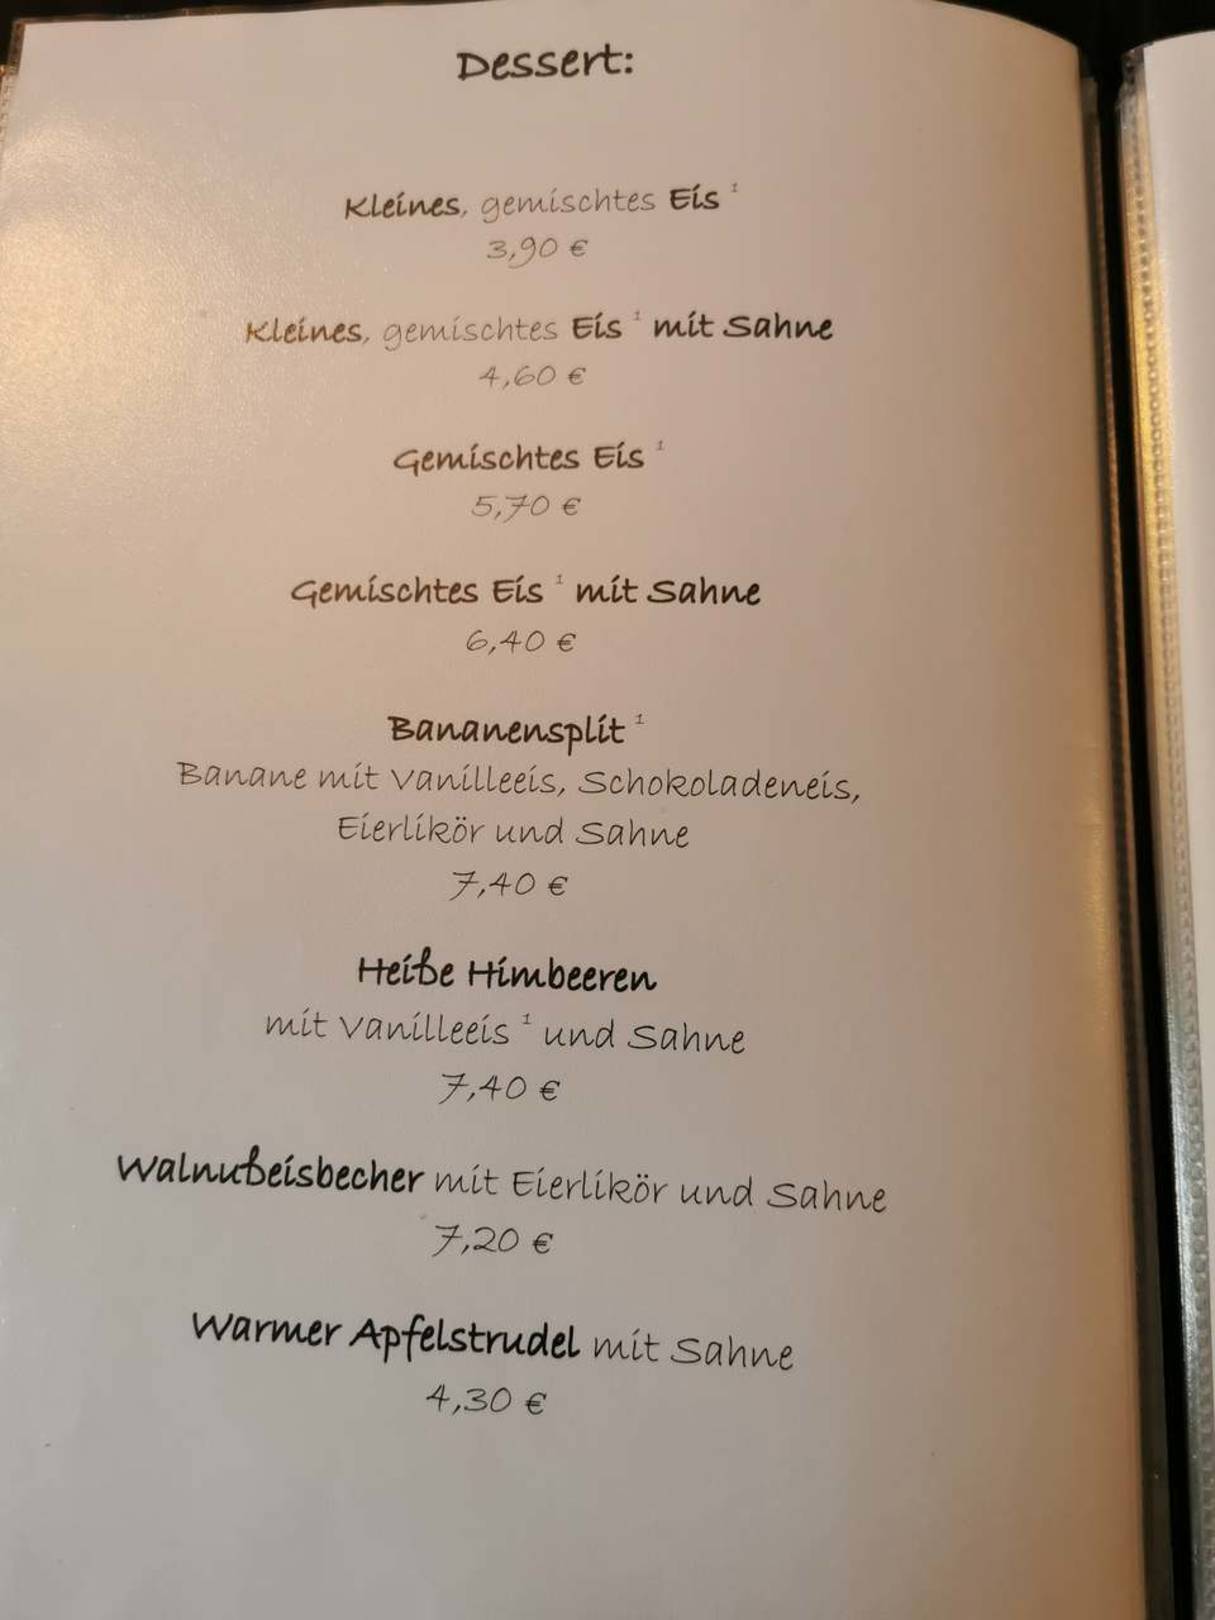 Dessert:
Kleines, gemischtes Eis ¹
3,90 €
Kleines, gemischtes Eis ¹ mit Sahne
4,60 €
Gemischtes Eis ¹
5,70 €
Gemischtes Eis ¹ mit Sahne
6,40 €
Bananensplit ¹
Banane mit Vanilleeis, Schokoladeneis,
Eierlikör und Sahne
7,40 €
Heiße Himbeeren
mit Vanilleeis ¹ und Sahne
7,40 €
Walnußeisbecher mit Eierlikör und Sahne
7,20 €
Warmer Apfelstrudel mit Sahne
4,30 €